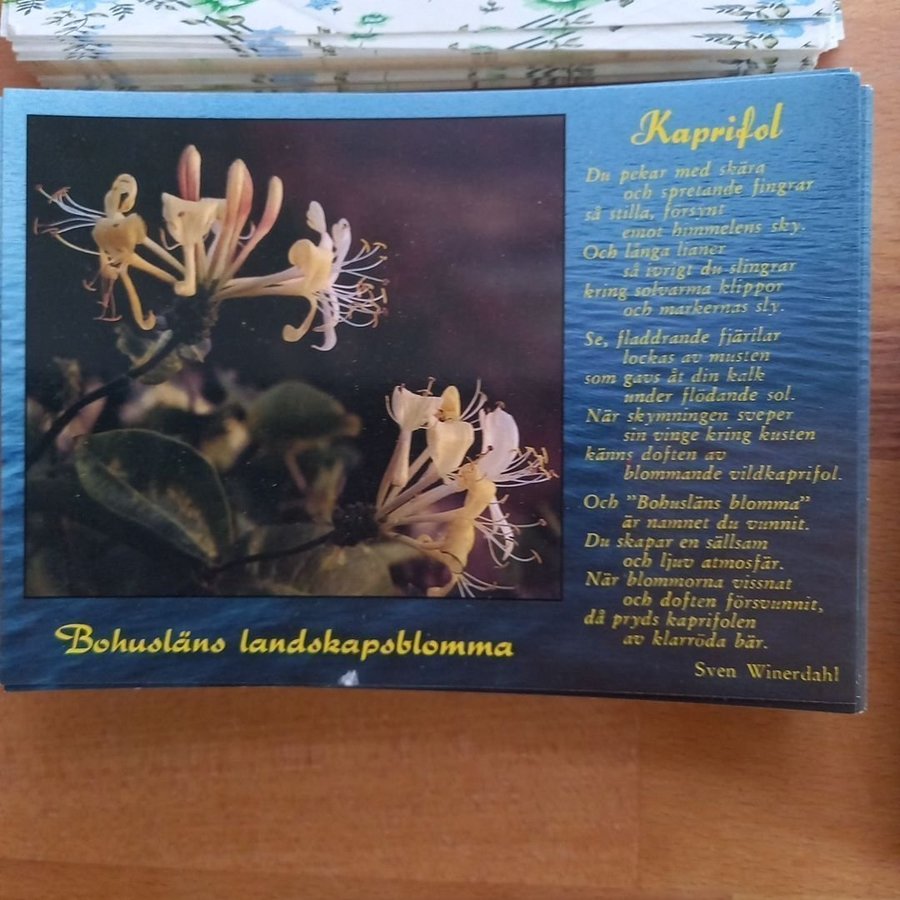 Kaprifol
Du pekar med skära
och spretande fingrar
så stilla, försynt
emot himmelens sky.
Och långa lianer
så ivrigt du slingrar
kring solvarma klippor
och markernas sly.
Se, fladdrande fjärilar
lockas av musten
som gavs åt din kalk
under flödande sol.
När skymningen sveper
sin vinge kring kusten
känns doften av
blommande vildkaprifol.
Och "Bohusläns blomma"
är namnet du vunnit.
Du skapar en sällsam
och ljuv atmosfär.
När blommorna vissnat
och doften försvunnit,
då pryds kaprifolen
av klarröda bär.
Sven Winerdahl
Bohusläns landskapsblomma